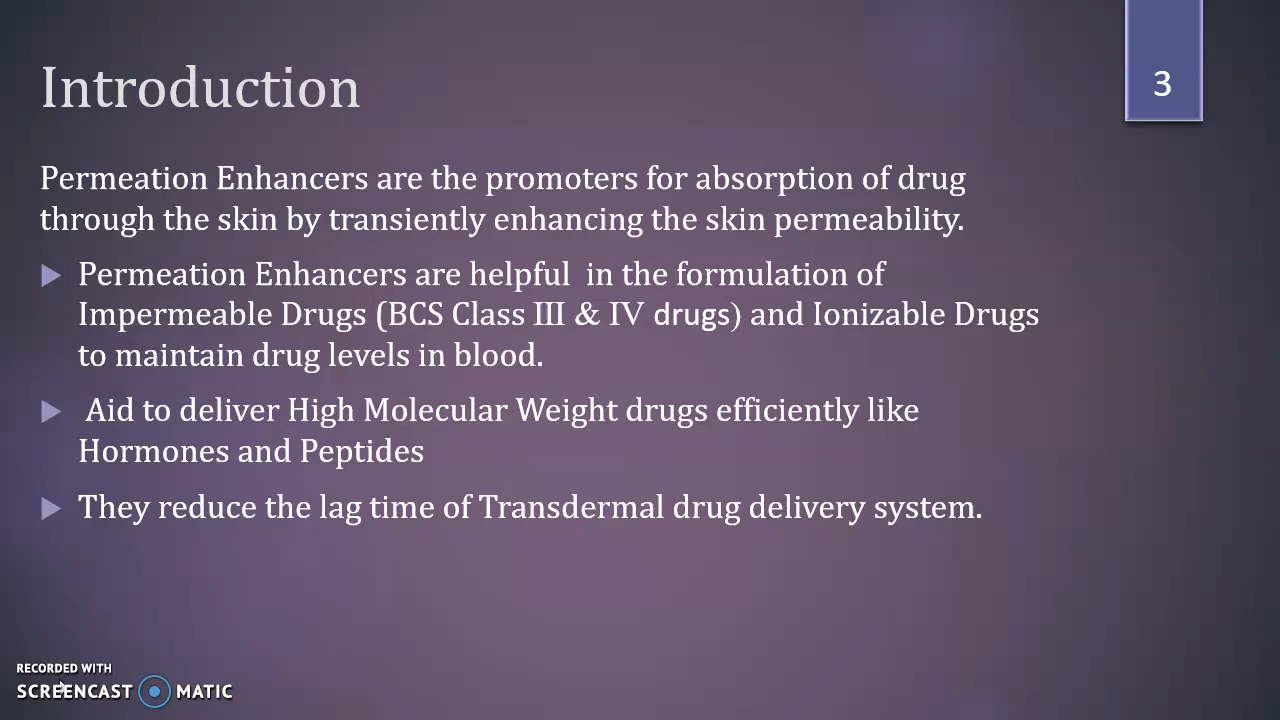 Introduction
3
Permeation Enhancers are the promoters for absorption of drug
through the skin by transiently enhancing the skin permeability.
Permeation Enhancers are helpful  in the formulation of
Impermeable Drugs (BCS Class III & IV drugs) and Ionizable Drugs
to maintain drug levels in blood.
Aid to deliver High Molecular Weight drugs efficiently like
Hormones and Peptides
They reduce the lag time of Transdermal drug delivery system.
RECORDED WITH
SCREENCAST MATIC